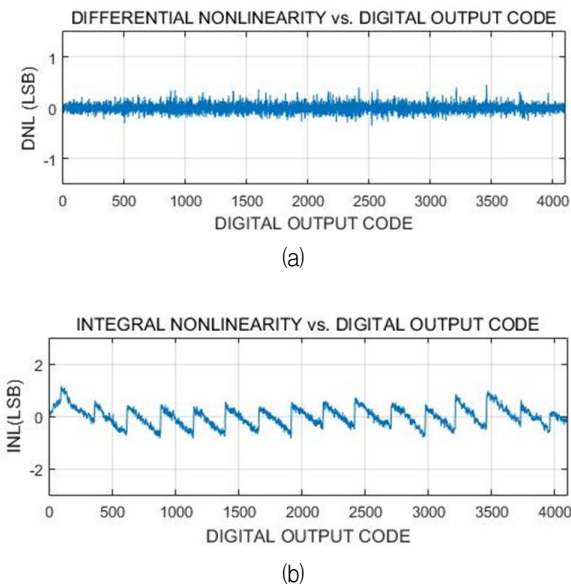 DIFFERENTIAL NONLINEARITY vs. DIGITAL OUTPUT CODE
1
0
-1
DNL (LSB)
0 500 1000 1500 2000 2500 3000 3500 4000
DIGITAL OUTPUT CODE
(a)
INTEGRAL NONLINEARITY vs. DIGITAL OUTPUT CODE
2
0
-2
INL(LSB)
0 500 1000 1500 2000 2500 3000 3500 4000
DIGITAL OUTPUT CODE
(b)